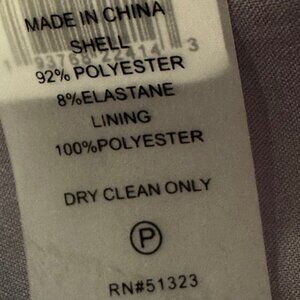 MADE IN CHINA
SHELL
92% POLYESTER
8%ELASTANE
LINING
100%POLYESTER
DRY CLEAN ONLY
P
RN#51323